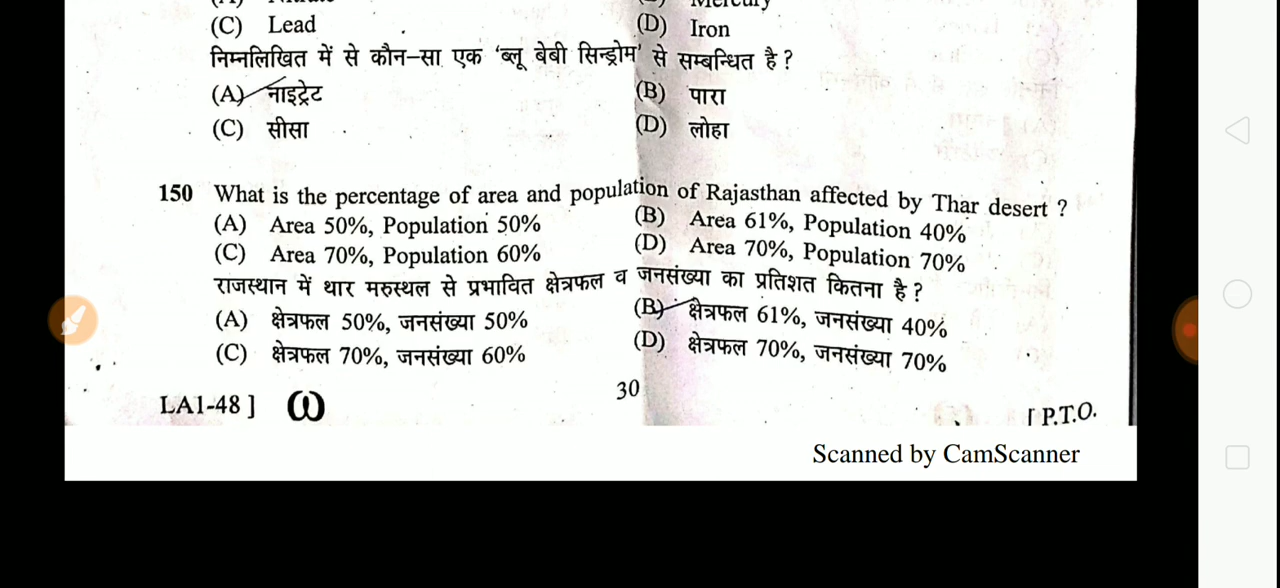 (C) Lead (D) Iron
निम्नलिखित में से कौन-सा एक 'ब्लू बेबी सिन्ड्रोम' से सम्बन्धित है ?
(A) नाइट्रेट (B) पारा
(C) सीसा (D) लोहा
150 What is the percentage of area and population of Rajasthan affected by Thar desert ?
(A) Area 50%, Population 50% (B) Area 61%, Population 40%
(C) Area 70%, Population 60% (D) Area 70%, Population 70%
राजस्थान में थार मरुस्थल से प्रभावित क्षेत्रफल व जनसंख्या का प्रतिशत कितना है ?
(A) क्षेत्रफल 50%, जनसंख्या 50% (B) क्षेत्रफल 61%, जनसंख्या 40%
(C) क्षेत्रफल 70%, जनसंख्या 60% (D) क्षेत्रफल 70%, जनसंख्या 70%
LA1-48 ] 30 [ P.T.O.
Scanned by CamScanner